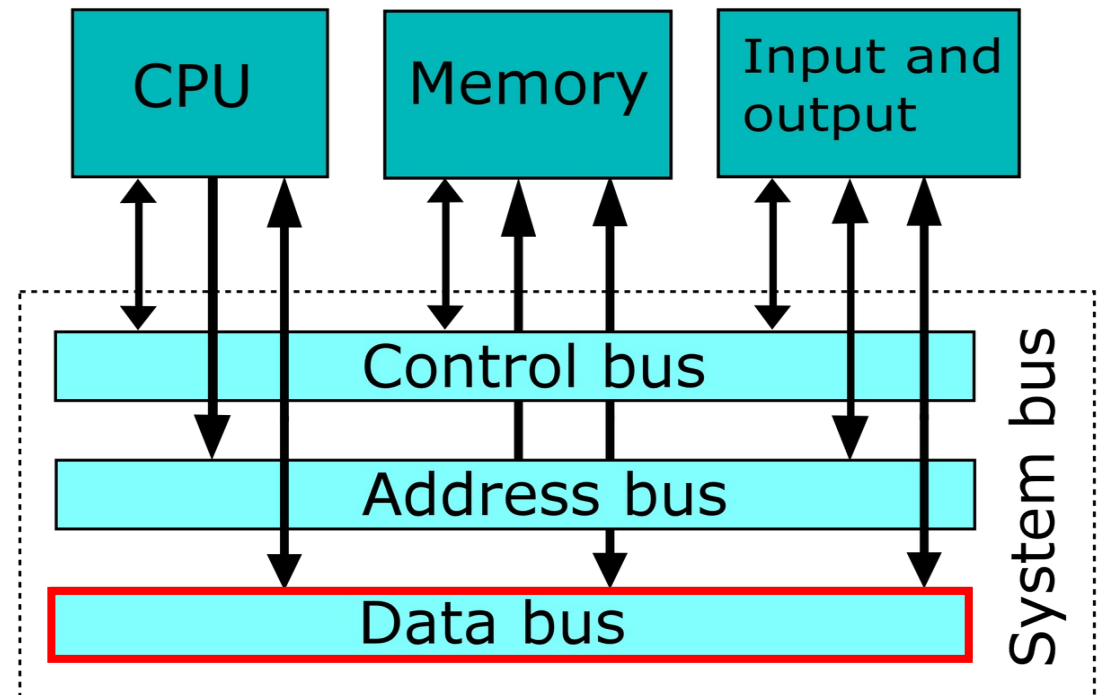 CPU
Memory
Input and
output
Control bus
Address bus
Data bus
System bus